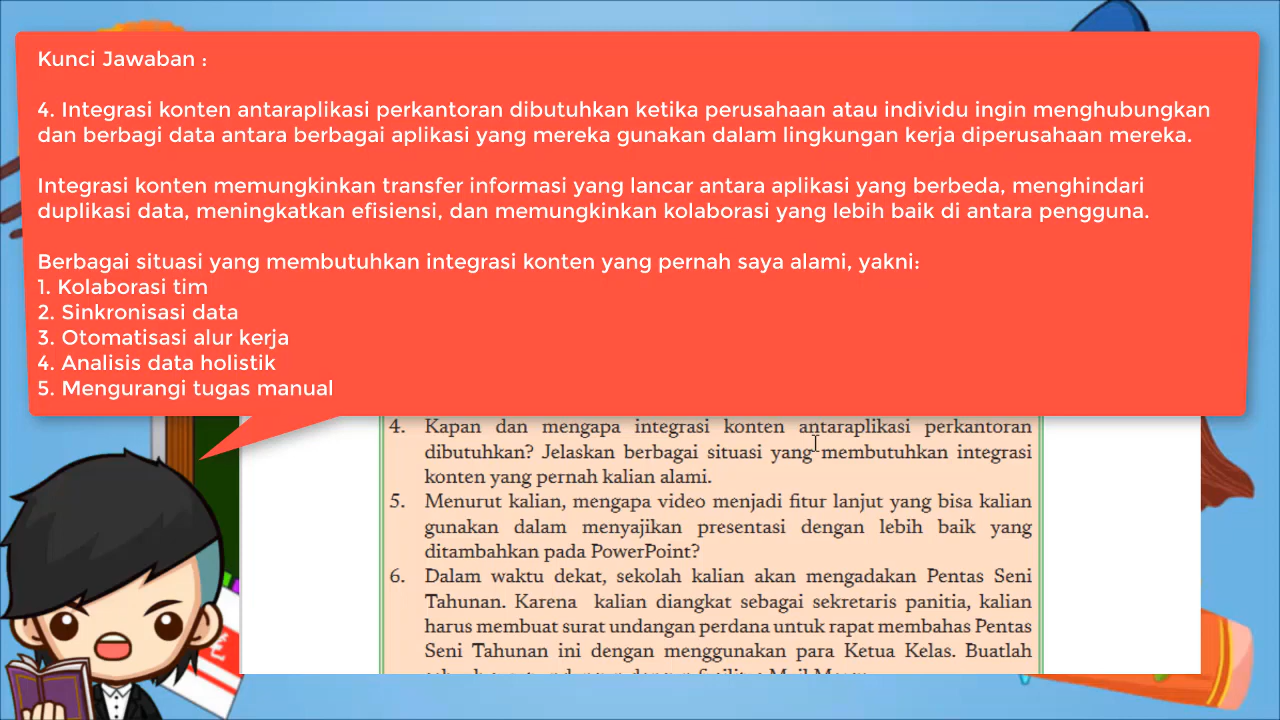 Kunci Jawaban :
4. Integrasi konten antaraplikasi perkantoran dibutuhkan ketika perusahaan atau individu ingin menghubungkan
dan berbagi data antara berbagai aplikasi yang mereka gunakan dalam lingkungan kerja diperusahaan mereka.
Integrasi konten memungkinkan transfer informasi yang lancar antara aplikasi yang berbeda, menghindari
duplikasi data, meningkatkan efisiensi, dan memungkinkan kolaborasi yang lebih baik di antara pengguna.
Berbagai situasi yang membutuhkan integrasi konten yang pernah saya alami, yakni:
1. Kolaborasi tim
2. Sinkronisasi data
3. Otomatisasi alur kerja
4. Analisis data holistik
5. Mengurangi tugas manual
4. Kapan dan mengapa integrasi konten antaraplikasi perkantoran
dibutuhkan? Jelaskan berbagai situasi yang membutuhkan integrasi
konten yang pernah kalian alami.
5. Menurut kalian, mengapa video menjadi fitur lanjut yang bisa kalian
gunakan dalam menyajikan presentasi dengan lebih baik yang
ditambahkan pada PowerPoint?
6. Dalam waktu dekat, sekolah kalian akan mengadakan Pentas Seni
Tahunan. Karena kalian diangkat sebagai sekretaris panitia, kalian
harus membuat surat undangan perdana untuk rapat membahas Pentas
Seni Tahunan ini dengan menggunakan para Ketua Kelas. Buatlah